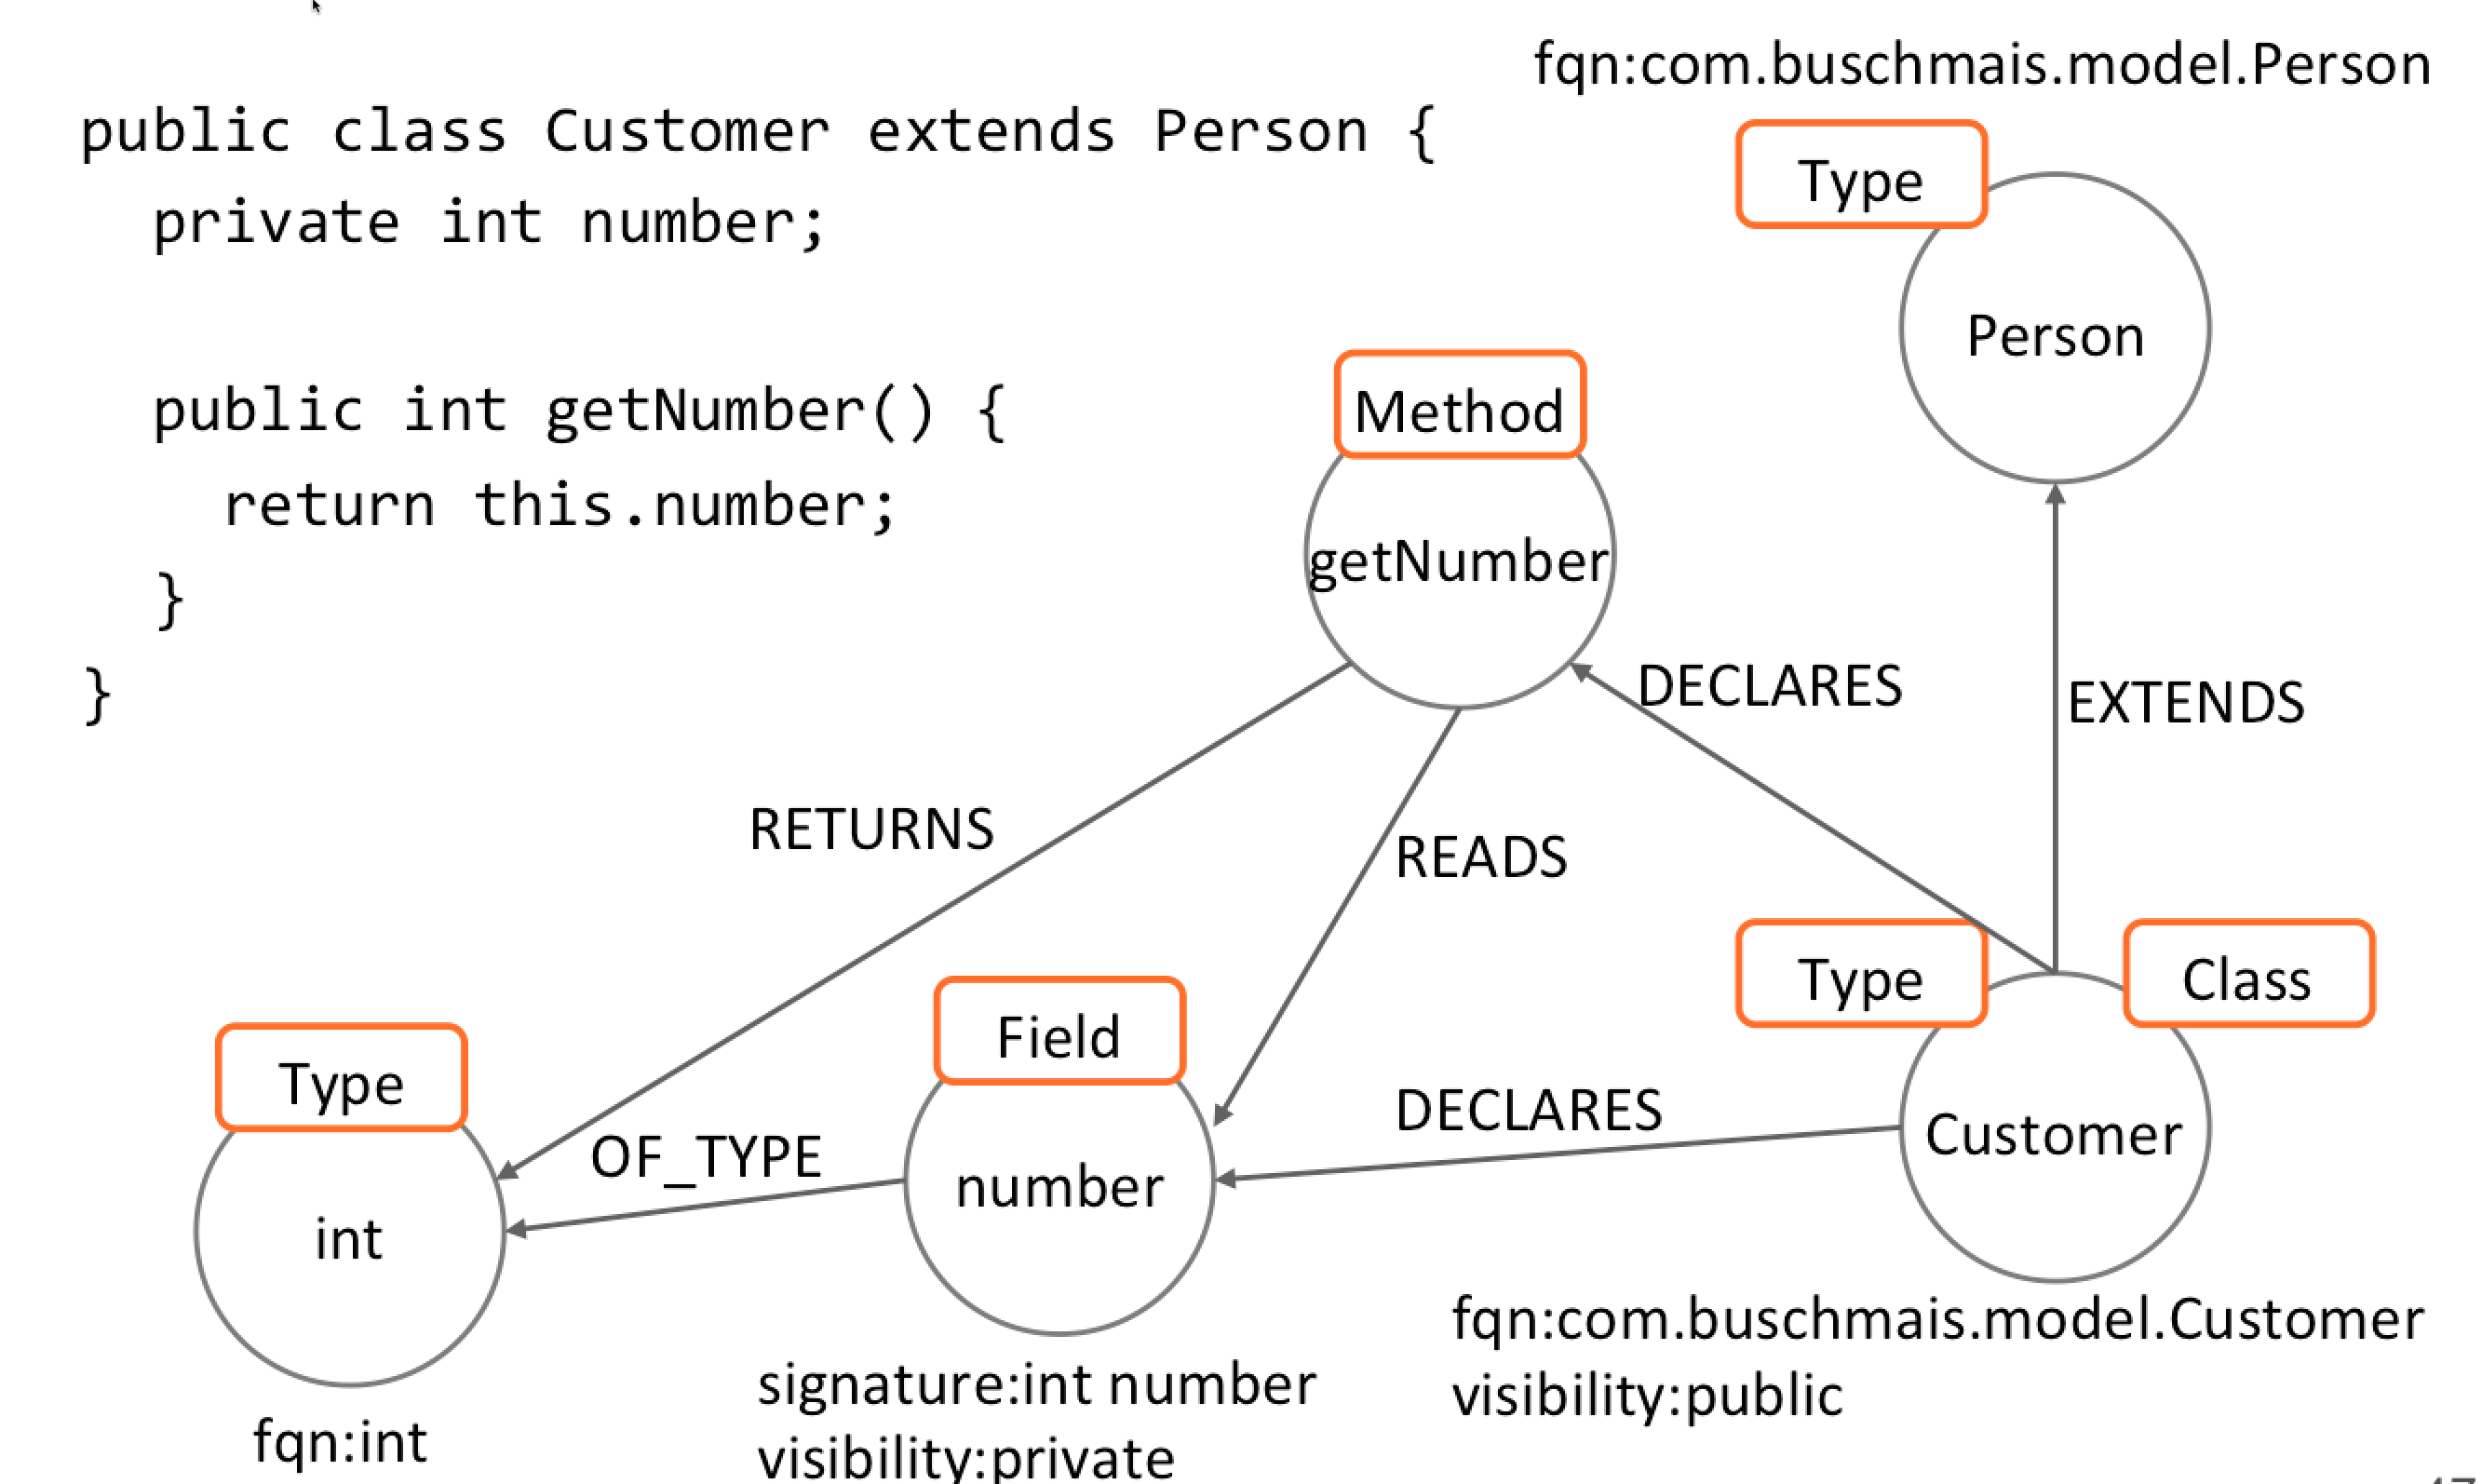 fqn:com.buschmais.model.Person
public class Customer extends Person {
private int number;
public int getNumber() {
return this.number;
}
}
Type
Person
Method
getNumber
DECLARES
EXTENDS
RETURNS
READS
Type
Class
Customer
Field
number
DECLARES
Type
int
OF_TYPE
fqn:com.buschmais.model.Customer
visibility:public
signature:int number
visibility:private
fqn:int